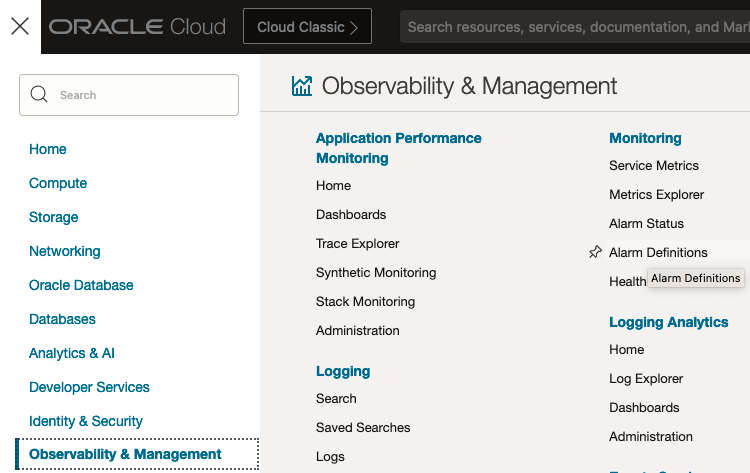 ORACLE Cloud
Cloud Classic
Search resources, services, documentation, and Mar
Search
Home
Compute
Storage
Networking
Oracle Database
Databases
Analytics & AI
Developer Services
Identity & Security
Observability & Management
Observability & Management
Application Performance
Monitoring
Home
Dashboards
Trace Explorer
Synthetic Monitoring
Stack Monitoring
Administration
Logging
Search
Saved Searches
Logs
Monitoring
Service Metrics
Metrics Explorer
Alarm Status
Alarm Definitions
Health
Alarm Definitions
Logging Analytics
Home
Log Explorer
Dashboards
Administration